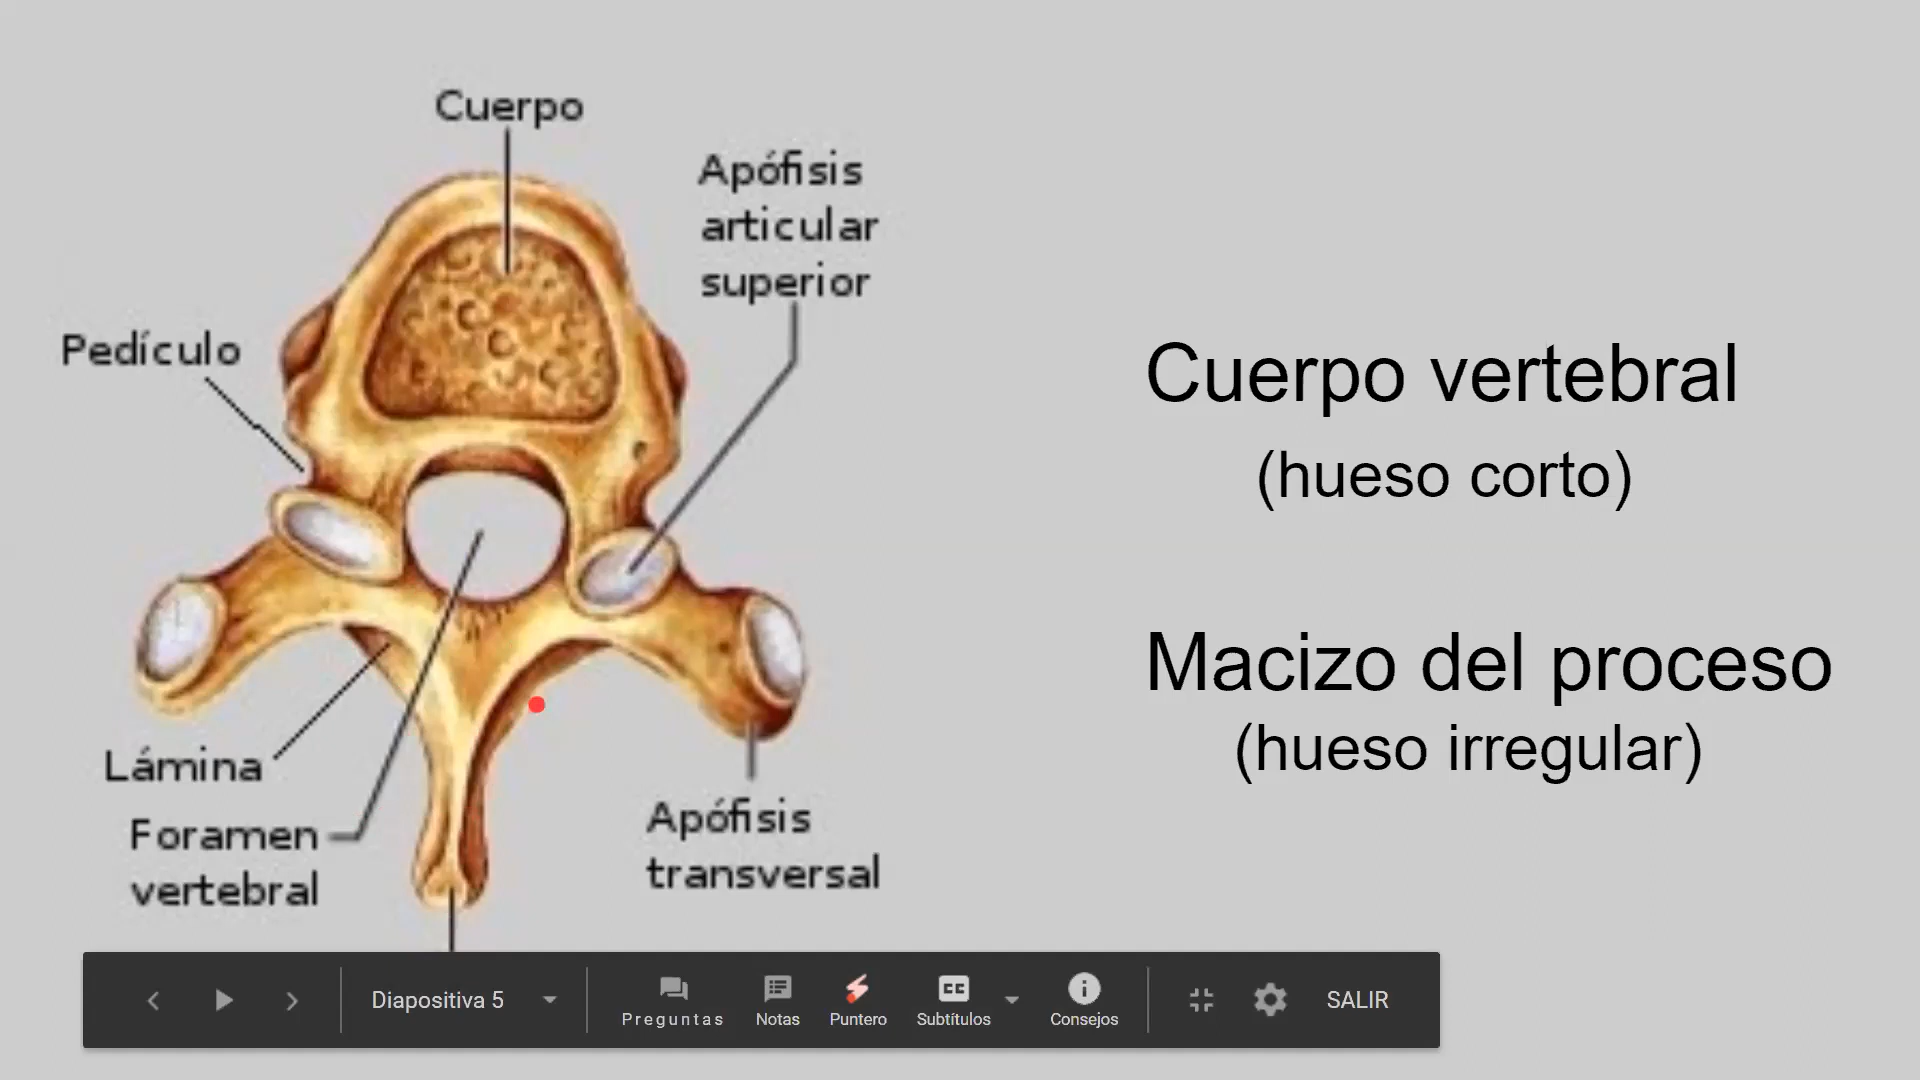 Cuerpo
Apófisis
articular
superior
Pedículo
Lámina
Foramen
vertebral
Apófisis
transversal
Cuerpo vertebral
(hueso corto)
Macizo del proceso
(hueso irregular)
Diapositiva 5
Preguntas
Notas
Puntero
CC
Subtítulos
Consejos
SALIR